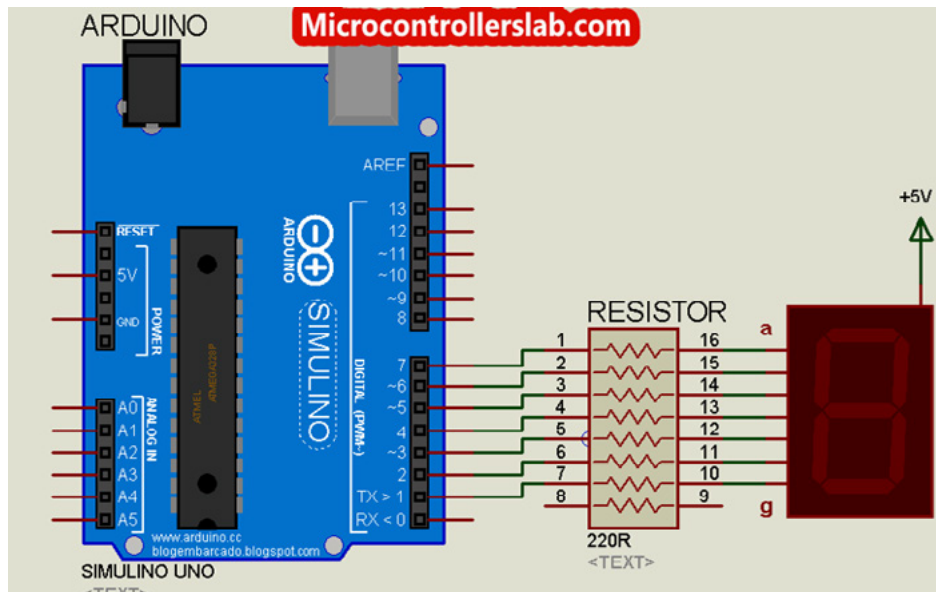 ARDUINO
Microcontrollerslab.com
AREF
13
12
~11
~10
~9
8
RESET
5V
GND
POWER
ARDUINO
SIMULINO
ATMEL
ATMEGA328P
DIGITAL (PWM~)
7
~6
~5
4
~3
2
TX > 1
RX < 0
A0
A1
A2
A3
A4
A5
ANALOG IN
www.arduino.cc
blogembarcado.blogspot.com
SIMULINO UNO
<TEXT>
RESISTOR
1 16
2 15
3 14
4 13
5 12
6 11
7 10
8 9
220R
<TEXT>
+5V
a
g